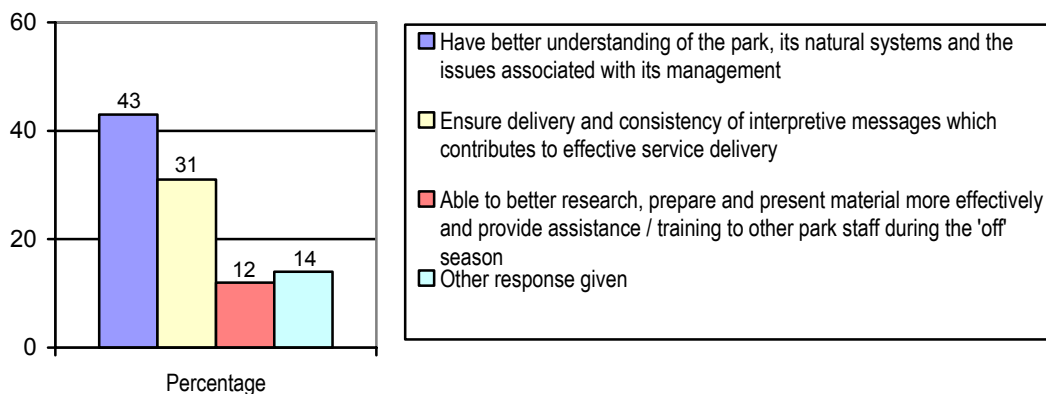 60
40
20
0
43
31
12
14
Percentage
Have better understanding of the park, its natural systems and the
issues associated with its management
Ensure delivery and consistency of interpretive messages which
contributes to effective service delivery
Able to better research, prepare and present material more effectively
and provide assistance / training to other park staff during the 'off'
season
Other response given